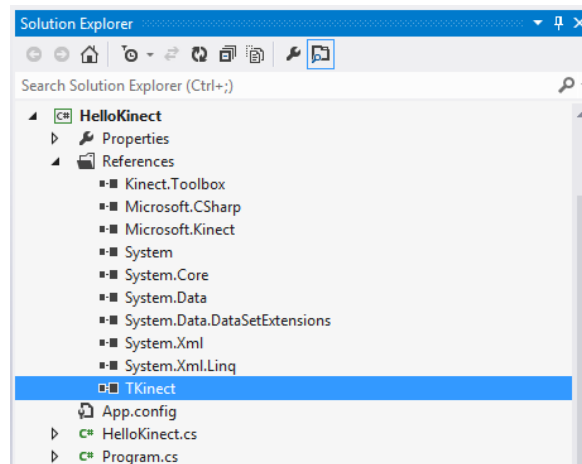 Solution Explorer
Search Solution Explorer (Ctrl+;)
C# HelloKinect
Properties
References
Kinect.Toolbox
Microsoft.CSharp
Microsoft.Kinect
System
System.Core
System.Data
System.Data.DataSetExtensions
System.Xml
System.Xml.Linq
TKinect
App.config
C# HelloKinect.cs
C# Program.cs